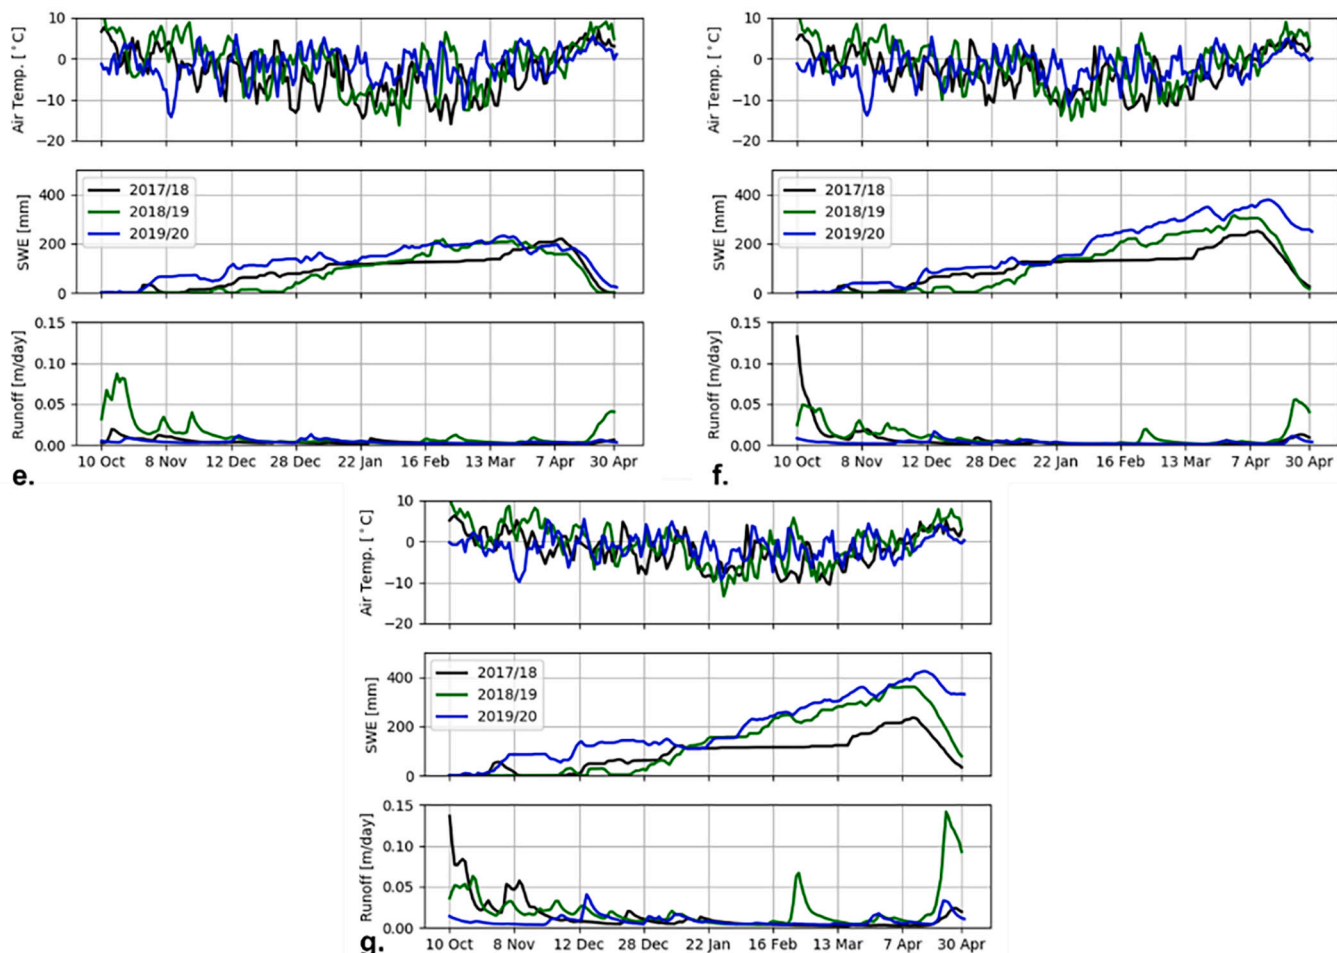 10
0
−10
−20
Air Temp. [°C]
400
200
0
SWE [mm]
2017/18
2018/19
2019/20
0.15
0.10
0.05
0.00
Runoff [m/day]
10 Oct 8 Nov 12 Dec 28 Dec 22 Jan 16 Feb 13 Mar 7 Apr 30 Apr
e.
10
0
−10
−20
Air Temp. [°C]
400
200
0
SWE [mm]
2017/18
2018/19
2019/20
0.15
0.10
0.05
0.00
Runoff [m/day]
10 Oct 8 Nov 12 Dec 28 Dec 22 Jan 16 Feb 13 Mar 7 Apr 30 Apr
f.
10
0
−10
−20
Air Temp. [°C]
400
200
0
SWE [mm]
2017/18
2018/19
2019/20
0.15
0.10
0.05
0.00
Runoff [m/day]
10 Oct 8 Nov 12 Dec 28 Dec 22 Jan 16 Feb 13 Mar 7 Apr 30 Apr
g.